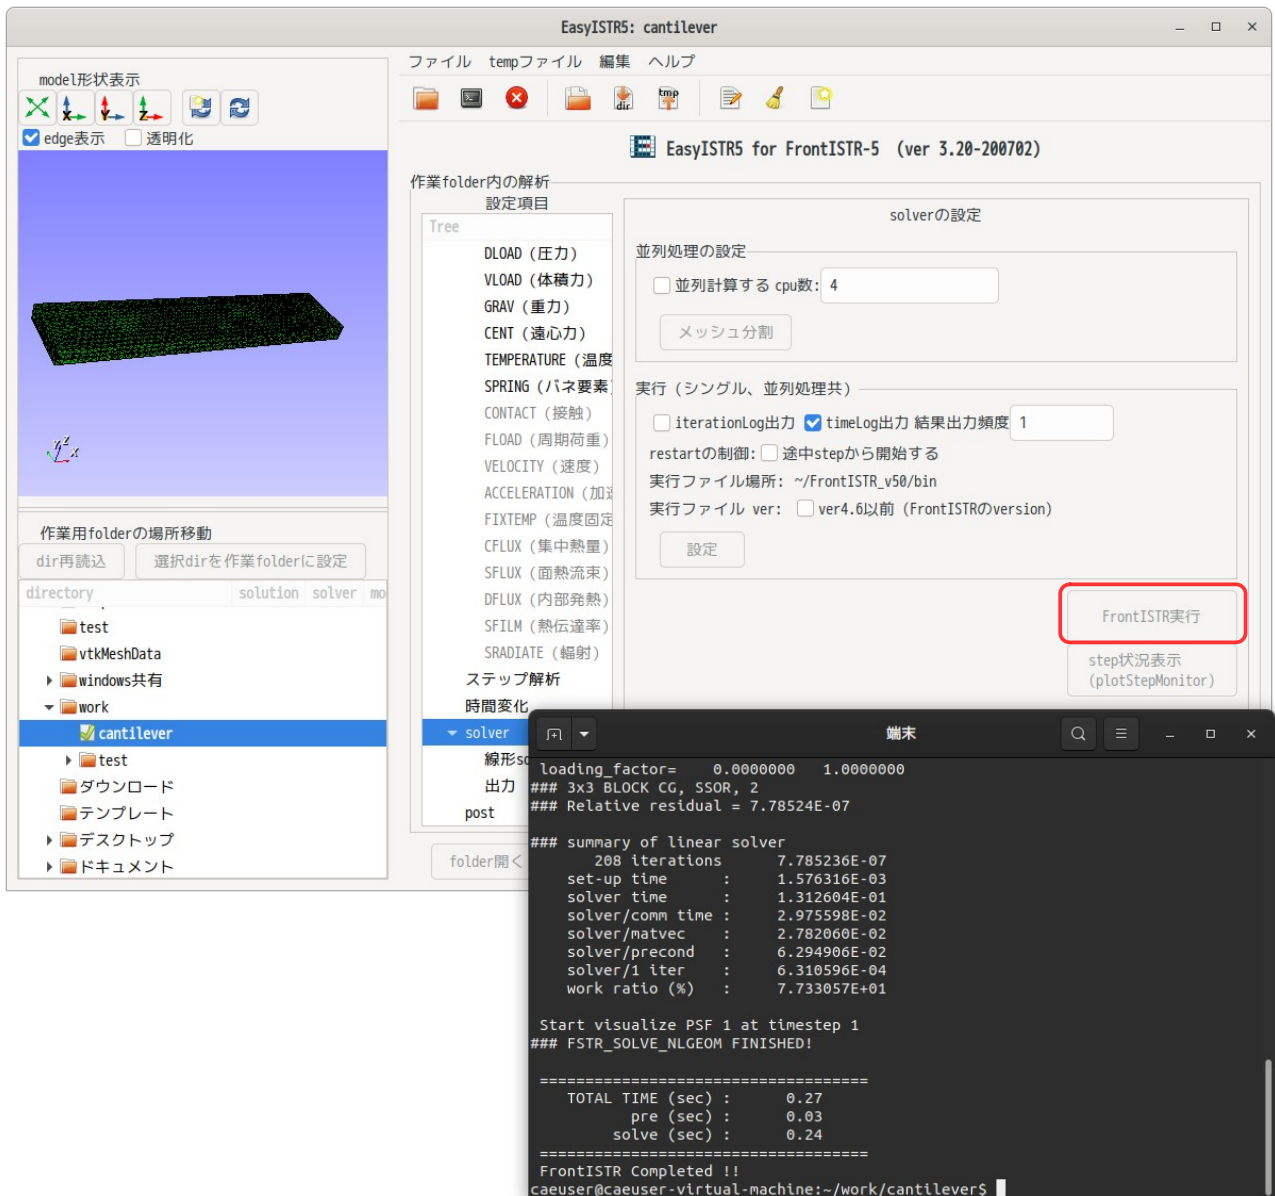 EasyISTR5: cantilever
model形状表示
edge表示 透明化
作業用folderの場所移動
dir再読込 選択dirを作業folderに設定
directory solution solver mo
test
vtkMeshData
windows共有
work
cantilever
test
ダウンロード
テンプレート
デスクトップ
ドキュメント
ファイル tempファイル 編集 ヘルプ
dir tmp
EasyISTR5 for FrontISTR-5 (ver 3.20-200702)
作業folder内の解析
設定項目
Tree
DLOAD (圧力)
VLOAD (体積力)
GRAV (重力)
CENT (遠心力)
TEMPERATURE (温度
SPRING (バネ要素)
CONTACT (接触)
FLOAD (周期荷重)
VELOCITY (速度)
ACCELERATION (加速
FIXTEMP (温度固定
CFLUX (集中熱量)
SFLUX (面熱流束)
DFLUX (内部発熱)
SFILM (熱伝達率)
SRADIATE (輻射)
ステップ解析
時間変化
solver
線形so
出力
post
folder開く
solverの設定
並列処理の設定
並列計算する cpu数: 4
メッシュ分割
実行 (シングル、並列処理共)
iterationLog出力 timeLog出力 結果出力頻度 1
restartの制御: 途中stepから開始する
実行ファイル場所: ~/FrontISTR_v50/bin
実行ファイル ver: ver4.6以前 (FrontISTRのversion)
設定
FrontISTR実行
step状況表示
(plotStepMonitor)
端末
loading_factor= 0.0000000 1.0000000
### 3x3 BLOCK CG, SSOR, 2
### Relative residual = 7.78524E-07
### summary of linear solver
208 iterations 7.785236E-07
set-up time : 1.576316E-03
solver time : 1.312604E-01
solver/comm time : 2.975598E-02
solver/matvec : 2.782060E-02
solver/precond : 6.294906E-02
solver/1 iter : 6.310596E-04
work ratio (%) : 7.733057E+01
Start visualize PSF 1 at timestep 1
### FSTR_SOLVE_NLGEOM FINISHED!
====================================
TOTAL TIME (sec) : 0.27
pre (sec) : 0.03
solve (sec) : 0.24
====================================
FrontISTR Completed !!
caeuser@caeuser-virtual-machine:~/work/cantilever$